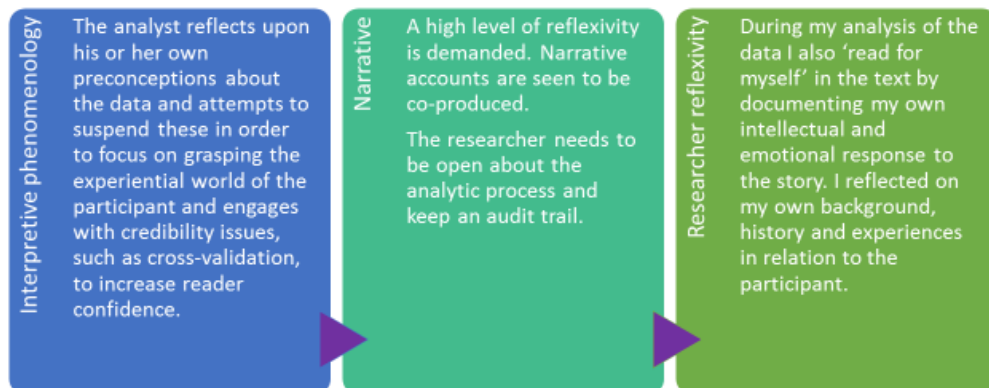 Interpretive phenomenology
The analyst reflects upon
his or her own
preconceptions about
the data and attempts to
suspend these in order
to focus on grasping the
experiential world of the
participant and engages
with credibility issues,
such as cross-validation,
to increase reader
confidence.
Narrative
A high level of reflexivity
is demanded. Narrative
accounts are seen to be
co-produced.
The researcher needs to
be open about the
analytic process and
keep an audit trail.
Researcher reflexivity
During my analysis of the
data I also ‘read for
myself’ in the text by
documenting my own
intellectual and
emotional response to
the story. I reflected on
my own background,
history and experiences
in relation to the
participant.